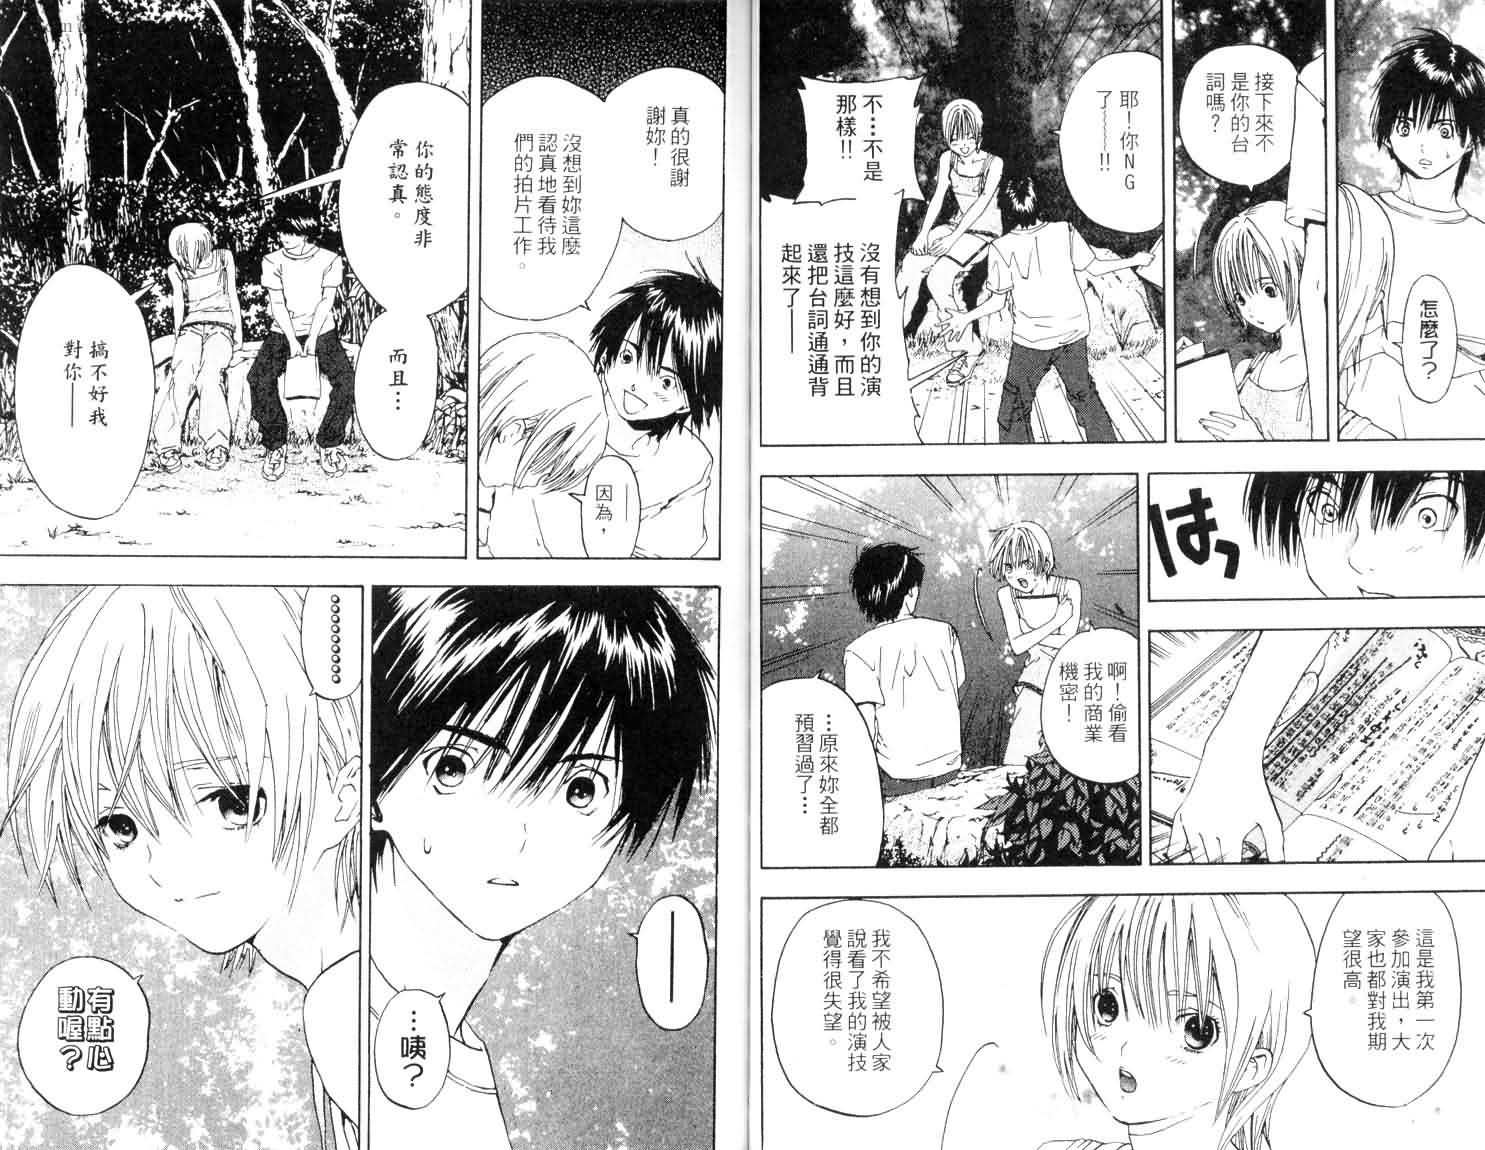 怎麼了?
接下來不
是你的台
詞嗎?
耶!你NG
了~~~~!!
不…不是
那樣!!
沒有想到你的演
技這麼好,而且
還把台詞通通背
起來了——
はっ
啊!偷看
我的商業
機密!
…原來妳全都
預習過了…
這是我第一次
參加演出,大
家也都對我期
望很高。
我不希望被人家
說看了我的演技
覺得很失望。
真的很謝
謝妳!
沒想到妳這麼
認真地看待我
們的拍片工作。
——
因為,
你的態度非
常認真。
而且…
搞不好我
對你——
——
…咦?
………
有點心
動喔?